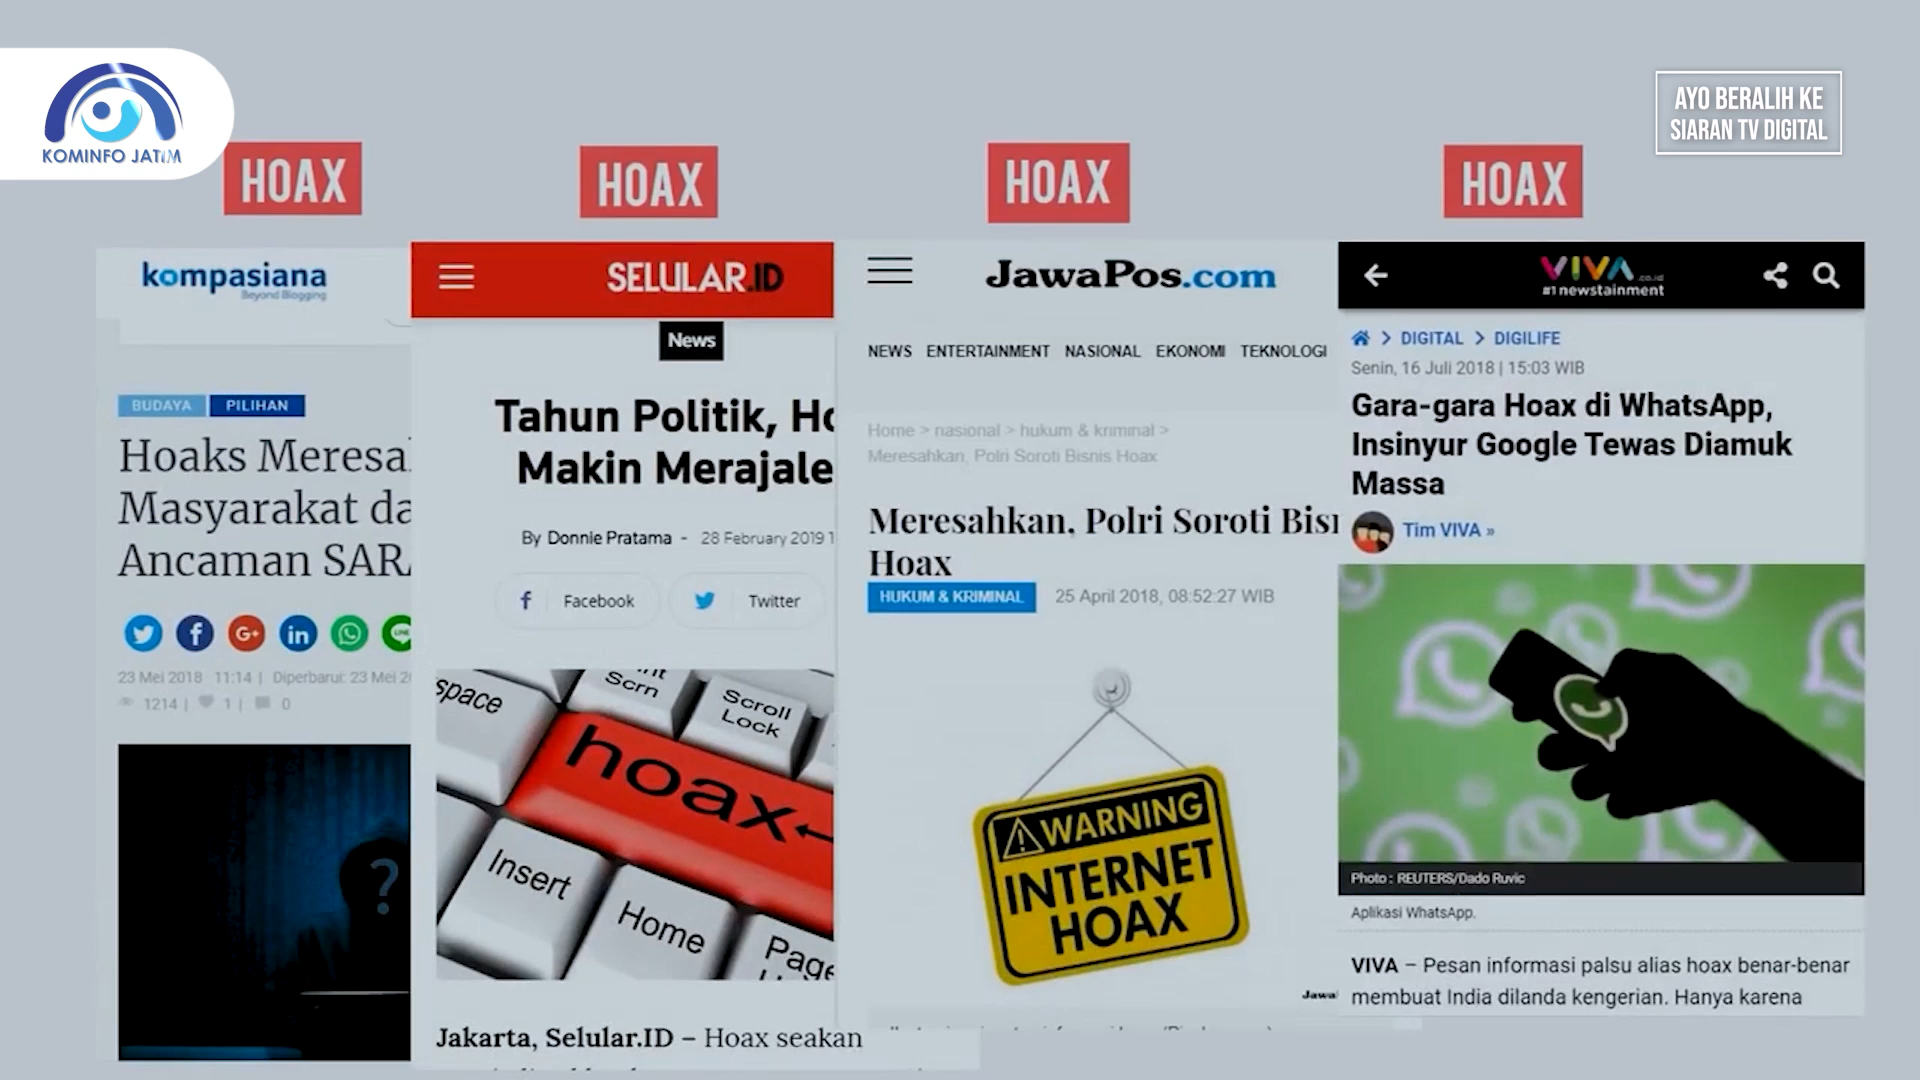 KOMINFO JATIM
AYO BERALIH KE
SIARAN TV DIGITAL
HOAX
HOAX
HOAX
HOAX
kompasiana
Beyond Blogging
BUDAYA
PILIHAN
Hoaks Meresa
Masyarakat da
Ancaman SARA
23 Mei 2018 11:14 | Diperbarui: 23 Mei 20
1214 | 1 | 0
?
SELULAR.ID
News
Tahun Politik, Ho
Makin Merajale
By Donnie Pratama - 28 February 2019 1
Facebook
Twitter
space
Scrn
Scroll
Lock
hoax
Insert
Home
Page
Jakarta, Selular.ID – Hoax seakan
JawaPos.com
NEWS ENTERTAINMENT NASIONAL EKONOMI TEKNOLOGI
Home > nasional > hukum & kriminal >
Meresahkan, Polri Soroti Bisnis Hoax
Meresahkan, Polri Soroti Bisn
Hoax
HUKUM & KRIMINAL
25 April 2018, 08:52:27 WIB
WARNING
INTERNET
HOAX
Jawa
VIVA.co.id
#1 newstainment
DIGITAL > DIGILIFE
Senin, 16 Juli 2018 | 15:03 WIB
Gara-gara Hoax di WhatsApp,
Insinyur Google Tewas Diamuk
Massa
Tim VIVA »
Photo : REUTERS/Dado Ruvic
Aplikasi WhatsApp.
VIVA – Pesan informasi palsu alias hoax benar-benar
membuat India dilanda kengerian. Hanya karena